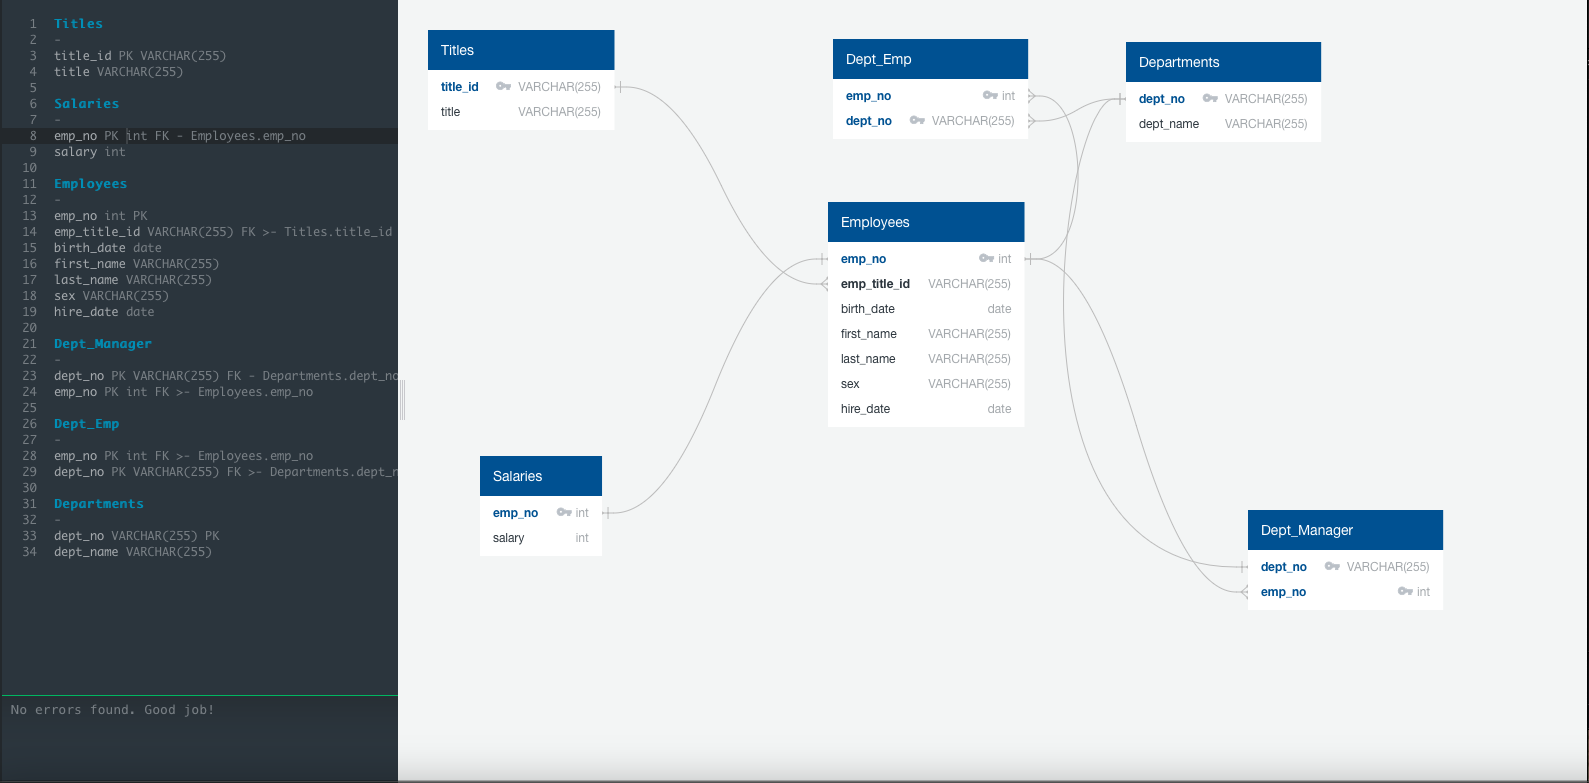 1 Titles
2 -
3 title_id PK VARCHAR(255)
4 title VARCHAR(255)
5
6 Salaries
7 -
8 emp_no PK int FK - Employees.emp_no
9 salary int
10
11 Employees
12 -
13 emp_no int PK
14 emp_title_id VARCHAR(255) FK >- Titles.title_id
15 birth_date date
16 first_name VARCHAR(255)
17 last_name VARCHAR(255)
18 sex VARCHAR(255)
19 hire_date date
20
21 Dept_Manager
22 -
23 dept_no PK VARCHAR(255) FK - Departments.dept_no
24 emp_no PK int FK >- Employees.emp_no
25
26 Dept_Emp
27 -
28 emp_no PK int FK >- Employees.emp_no
29 dept_no PK VARCHAR(255) FK >- Departments.dept_n
30
31 Departments
32 -
33 dept_no VARCHAR(255) PK
34 dept_name VARCHAR(255)
No errors found. Good job!
Titles
title_id VARCHAR(255)
title VARCHAR(255)
Dept_Emp
emp_no int
dept_no VARCHAR(255)
Departments
dept_no VARCHAR(255)
dept_name VARCHAR(255)
Employees
emp_no int
emp_title_id VARCHAR(255)
birth_date date
first_name VARCHAR(255)
last_name VARCHAR(255)
sex VARCHAR(255)
hire_date date
Salaries
emp_no int
salary int
Dept_Manager
dept_no VARCHAR(255)
emp_no int